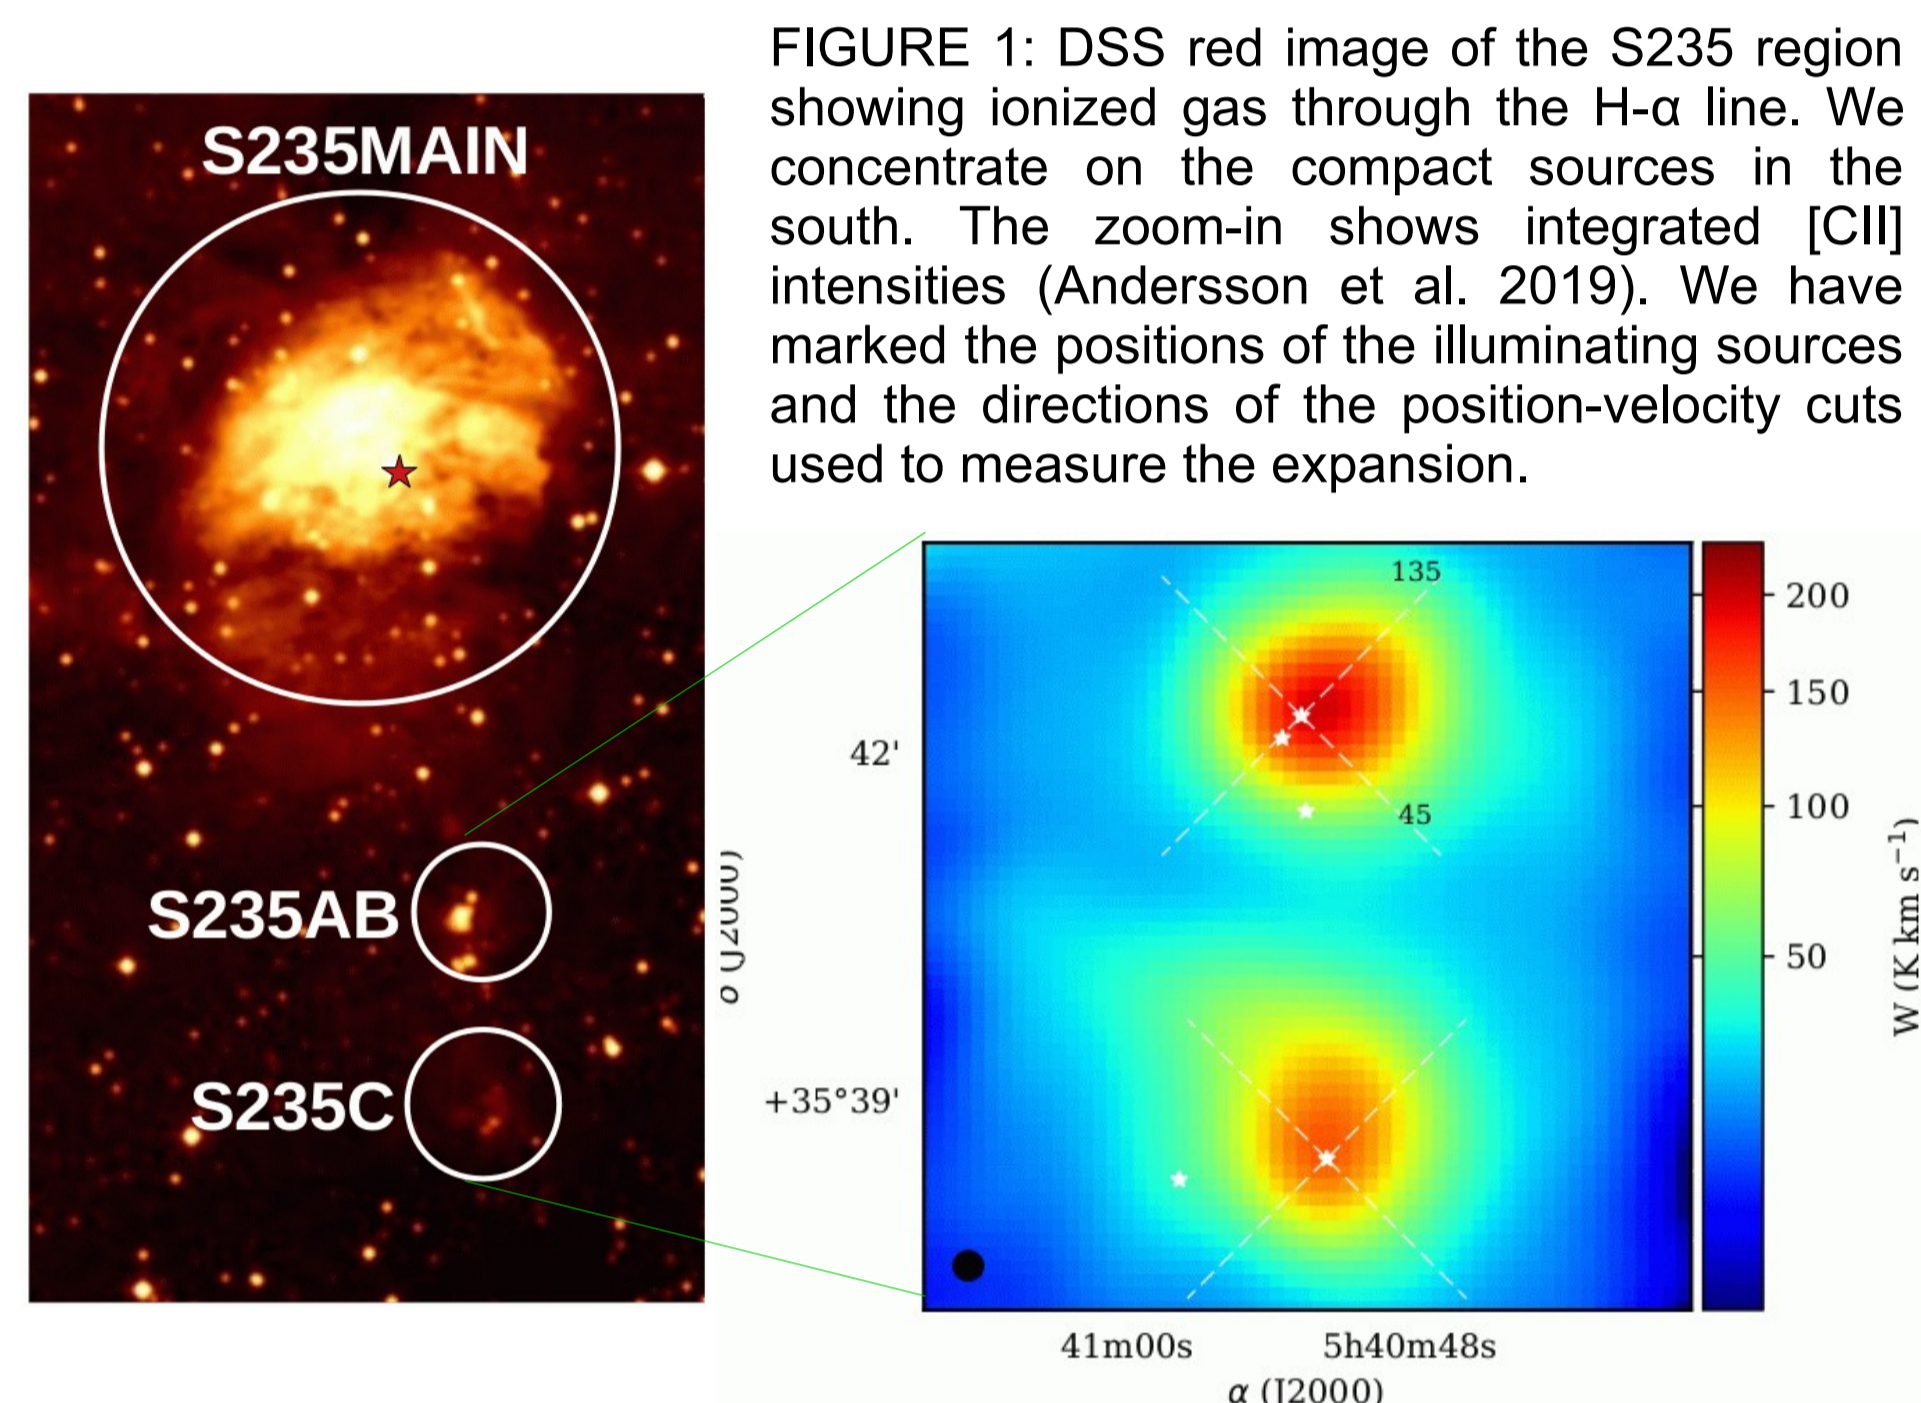 FIGURE 1: DSS red image of the S235 region
showing ionized gas through the H-α line. We
concentrate on the compact sources in the
south. The zoom-in shows integrated [CII]
intensities (Andersson et al. 2019). We have
marked the positions of the illuminating sources
and the directions of the position-velocity cuts
used to measure the expansion.
S235MAIN
S235AB
S235C
135
45
42'
+35°39'
41m00s
5h40m48s
α (J2000)
200
150
100
50
W (K km s⁻¹)